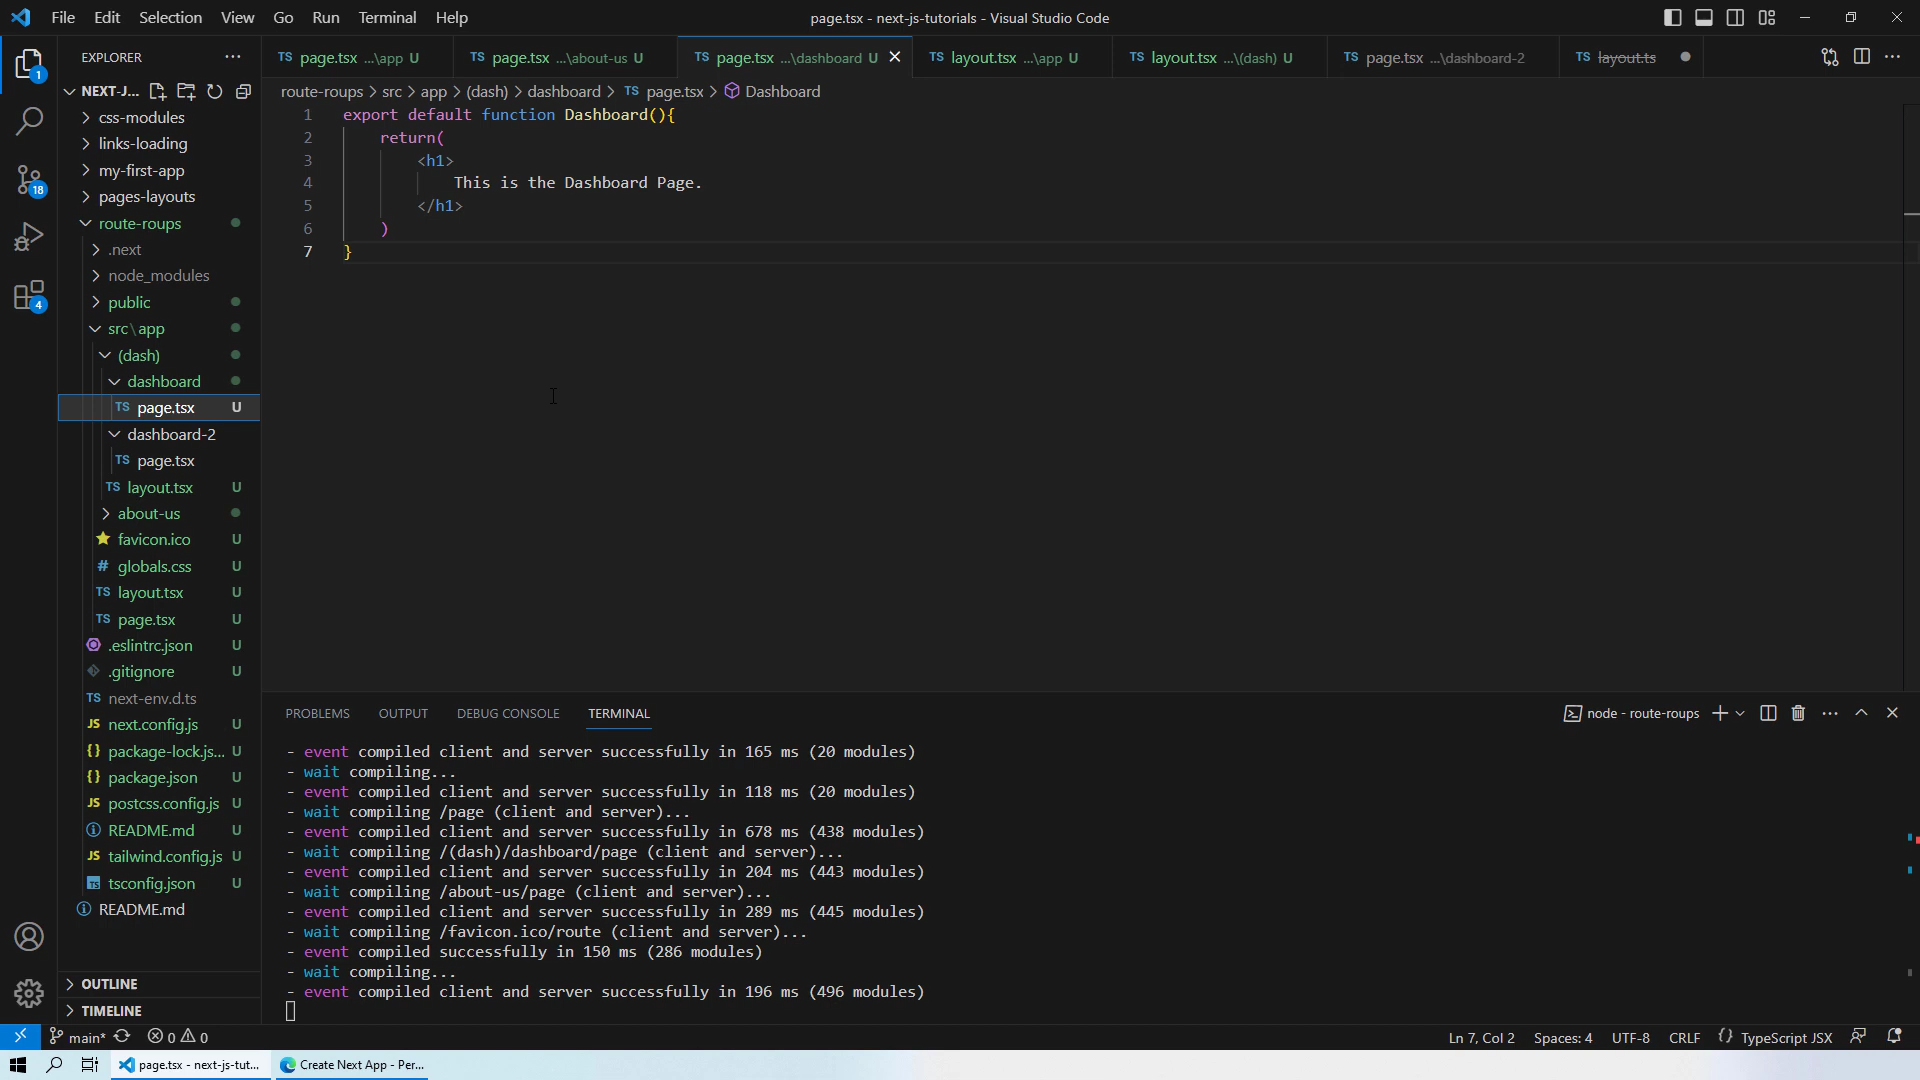 File Edit Selection View Go Run Terminal Help
page.tsx - next-js-tutorials - Visual Studio Code
EXPLORER
NEXT-J...
css-modules
links-loading
my-first-app
pages-layouts
route-roups
.next
node_modules
public
src\app
(dash)
dashboard
TS page.tsx U
dashboard-2
TS page.tsx
TS layout.tsx U
about-us
favicon.ico U
# globals.css U
TS layout.tsx U
TS page.tsx U
.eslintrc.json U
.gitignore U
TS next-env.d.ts
JS next.config.js U
{} package-lock.js... U
{} package.json U
JS postcss.config.js U
README.md U
JS tailwind.config.js U
tsconfig.json U
README.md
OUTLINE
TIMELINE
1
18
4
TS page.tsx ...\app U
TS page.tsx ...\about-us U
TS page.tsx ...\dashboard U
TS layout.tsx ...\app U
TS layout.tsx ...\(dash) U
TS page.tsx ...\dashboard-2
TS layout.ts
route-roups > src > app > (dash) > dashboard > TS page.tsx > Dashboard
1 export default function Dashboard(){
2 return(
3 <h1>
4 This is the Dashboard Page.
5 </h1>
6 )
7 }
PROBLEMS OUTPUT DEBUG CONSOLE TERMINAL
node - route-roups
- event compiled client and server successfully in 165 ms (20 modules)
- wait compiling...
- event compiled client and server successfully in 118 ms (20 modules)
- wait compiling /page (client and server)...
- event compiled client and server successfully in 678 ms (438 modules)
- wait compiling /(dash)/dashboard/page (client and server)...
- event compiled client and server successfully in 204 ms (443 modules)
- wait compiling /about-us/page (client and server)...
- event compiled client and server successfully in 289 ms (445 modules)
- wait compiling /favicon.ico/route (client and server)...
- event compiled successfully in 150 ms (286 modules)
- wait compiling...
- event compiled client and server successfully in 196 ms (496 modules)
main* 0 0
Ln 7, Col 2 Spaces: 4 UTF-8 CRLF {} TypeScript JSX
page.tsx - next-js-tut...
Create Next App - Per...